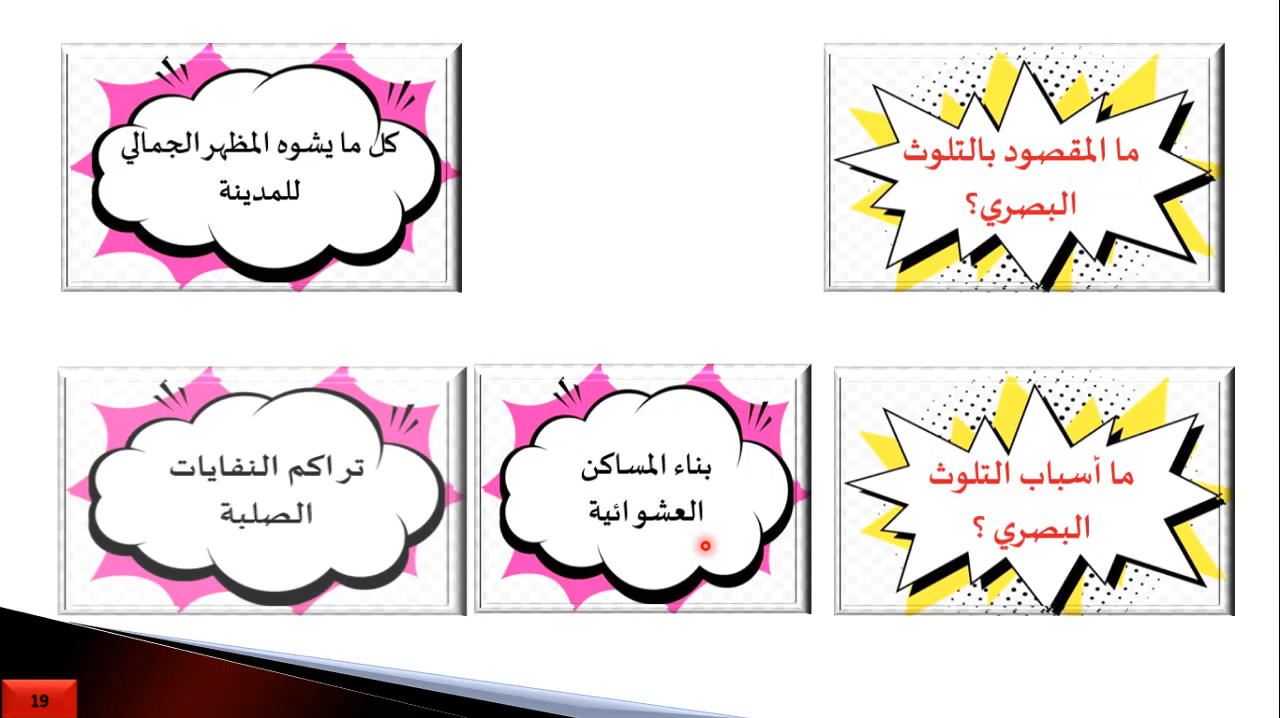 ما المقصود بالتلوث
البصري؟
كل ما يشوه المظهر الجمالي
للمدينة
ما أسباب التلوث
البصري ؟
بناء المساكن
العشوائية
تراكم النفايات
الصلبة
19